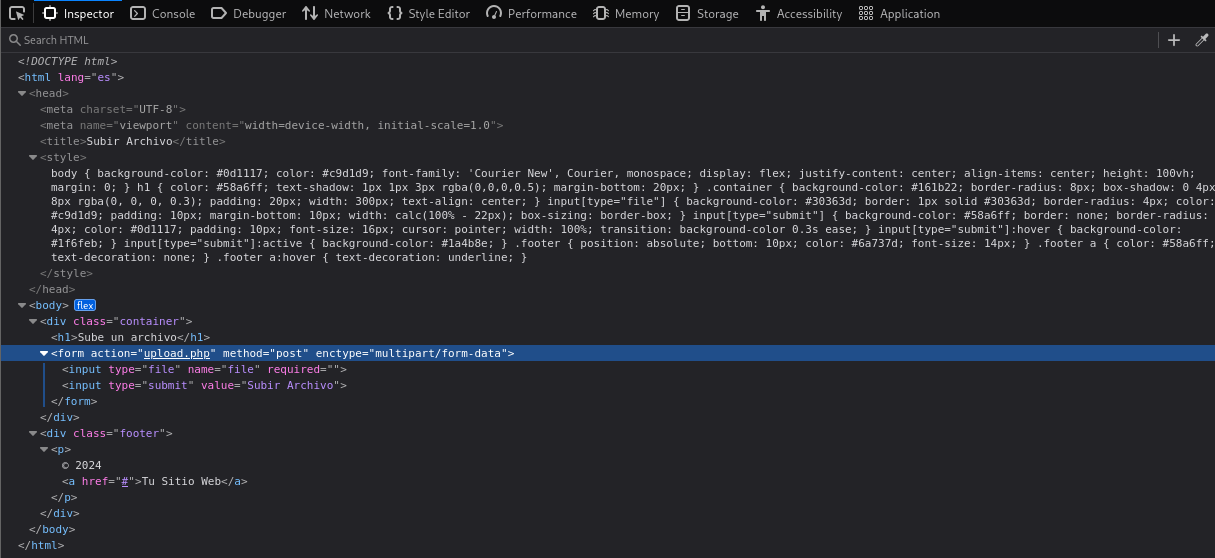 Inspector Console Debugger Network Style Editor Performance Memory Storage Accessibility Application
Search HTML
<!DOCTYPE html>
<html lang="es">
<head>
<meta charset="UTF-8">
<meta name="viewport" content="width=device-width, initial-scale=1.0">
<title>Subir Archivo</title>
<style>
body { background-color: #0d1117; color: #c9d1d9; font-family: 'Courier New', Courier, monospace; display: flex; justify-content: center; align-items: center; height: 100vh;
margin: 0; } h1 { color: #58a6ff; text-shadow: 1px 1px 3px rgba(0,0,0,0.5); margin-bottom: 20px; } .container { background-color: #161b22; border-radius: 8px; box-shadow: 0 4px
8px rgba(0, 0, 0, 0.3); padding: 20px; width: 300px; text-align: center; } input[type="file"] { background-color: #30363d; border: 1px solid #30363d; border-radius: 4px; color:
#c9d1d9; padding: 10px; margin-bottom: 10px; width: calc(100% - 22px); box-sizing: border-box; } input[type="submit"] { background-color: #58a6ff; border: none; border-radius:
4px; color: #0d1117; padding: 10px; font-size: 16px; cursor: pointer; width: 100%; transition: background-color 0.3s ease; } input[type="submit"]:hover { background-color:
#1f6feb; } input[type="submit"]:active { background-color: #1a4b8e; } .footer { position: absolute; bottom: 10px; color: #6a737d; font-size: 14px; } .footer a { color: #58a6ff;
text-decoration: none; } .footer a:hover { text-decoration: underline; }
</style>
</head>
<body> flex
<div class="container">
<h1>Sube un archivo</h1>
<form action="upload.php" method="post" enctype="multipart/form-data">
<input type="file" name="file" required="">
<input type="submit" value="Subir Archivo">
</form>
</div>
<div class="footer">
<p>
© 2024
<a href="#">Tu Sitio Web</a>
</p>
</div>
</body>
</html>